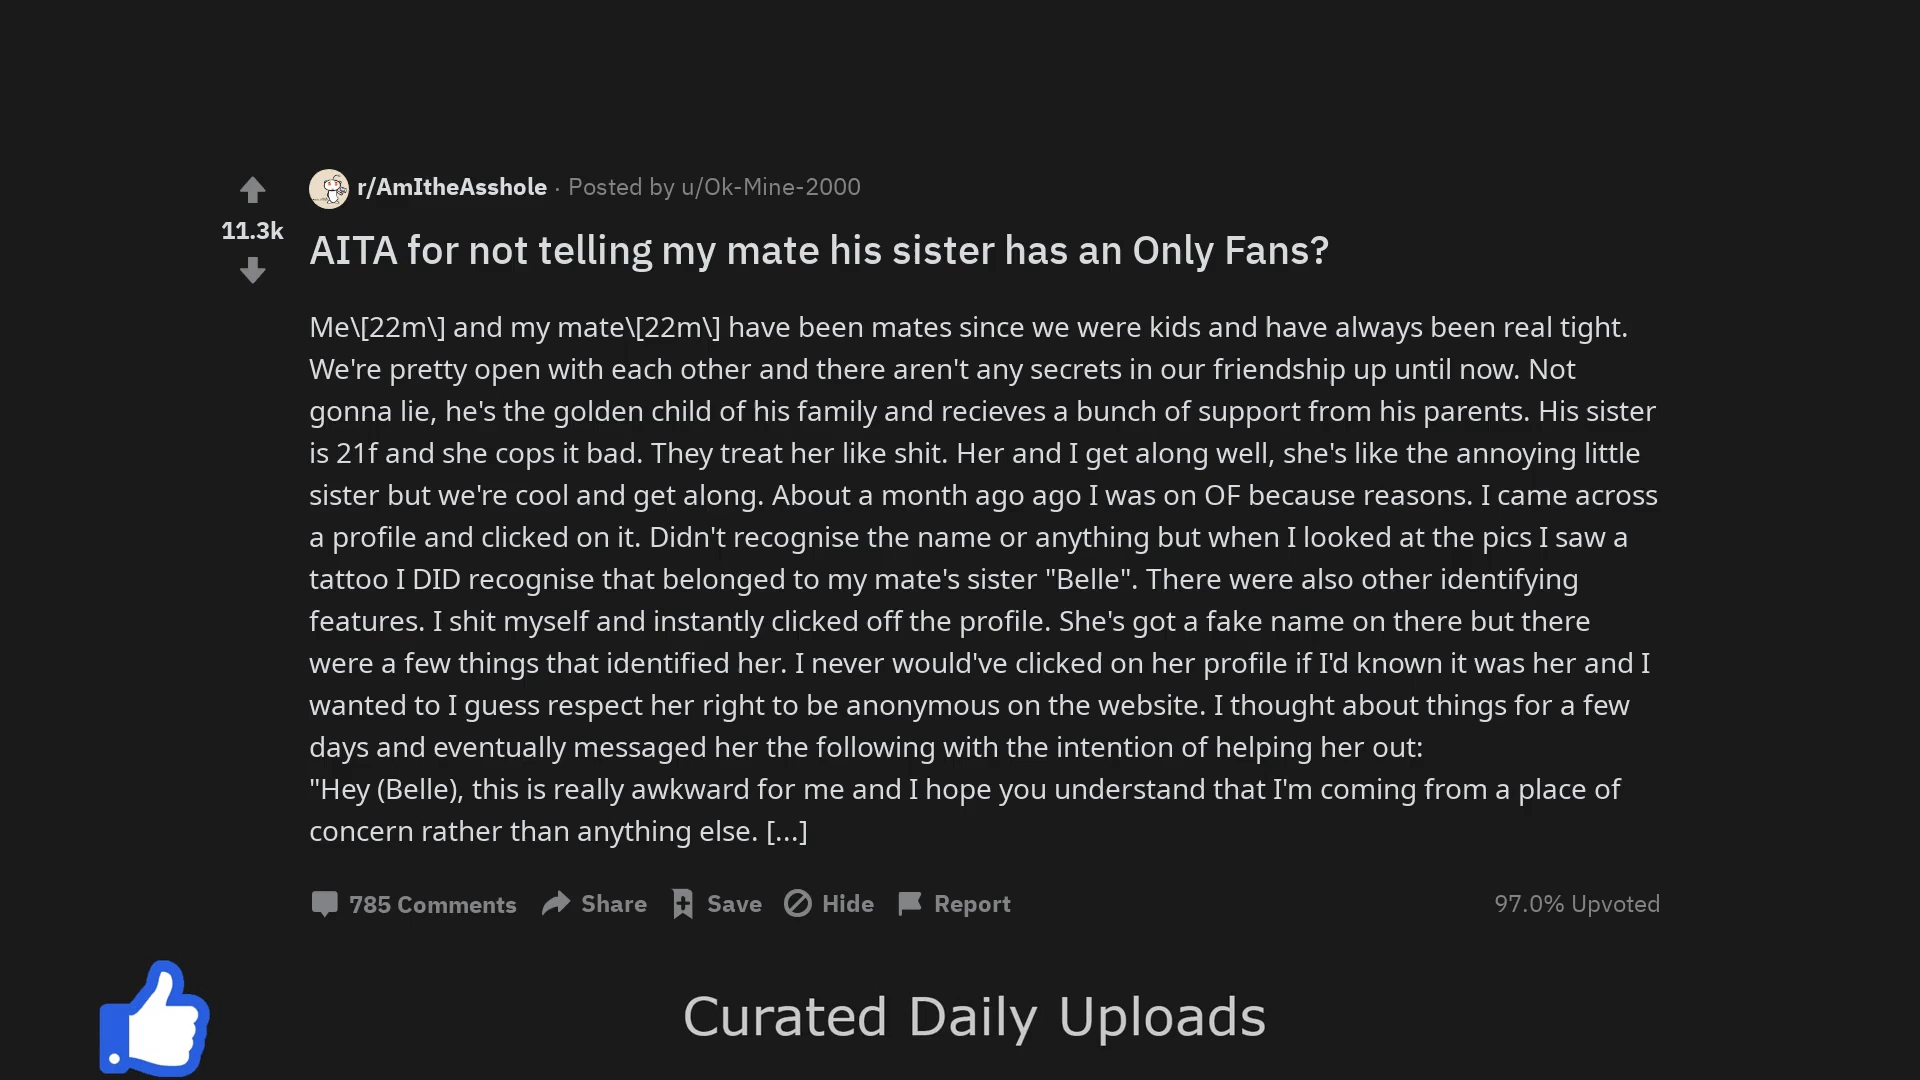 r/AmItheAsshole · Posted by u/Ok-Mine-2000
11.3k
AITA for not telling my mate his sister has an Only Fans?
Me\[22m\] and my mate\[22m\] have been mates since we were kids and have always been real tight.
We're pretty open with each other and there aren't any secrets in our friendship up until now. Not
gonna lie, he's the golden child of his family and recieves a bunch of support from his parents. His sister
is 21f and she cops it bad. They treat her like shit. Her and I get along well, she's like the annoying little
sister but we're cool and get along. About a month ago ago I was on OF because reasons. I came across
a profile and clicked on it. Didn't recognise the name or anything but when I looked at the pics I saw a
tattoo I DID recognise that belonged to my mate's sister "Belle". There were also other identifying
features. I shit myself and instantly clicked off the profile. She's got a fake name on there but there
were a few things that identified her. I never would've clicked on her profile if I'd known it was her and I
wanted to I guess respect her right to be anonymous on the website. I thought about things for a few
days and eventually messaged her the following with the intention of helping her out:
"Hey (Belle), this is really awkward for me and I hope you understand that I'm coming from a place of
concern rather than anything else. [...]
785 Comments Share Save Hide Report 97.0% Upvoted
Curated Daily Uploads